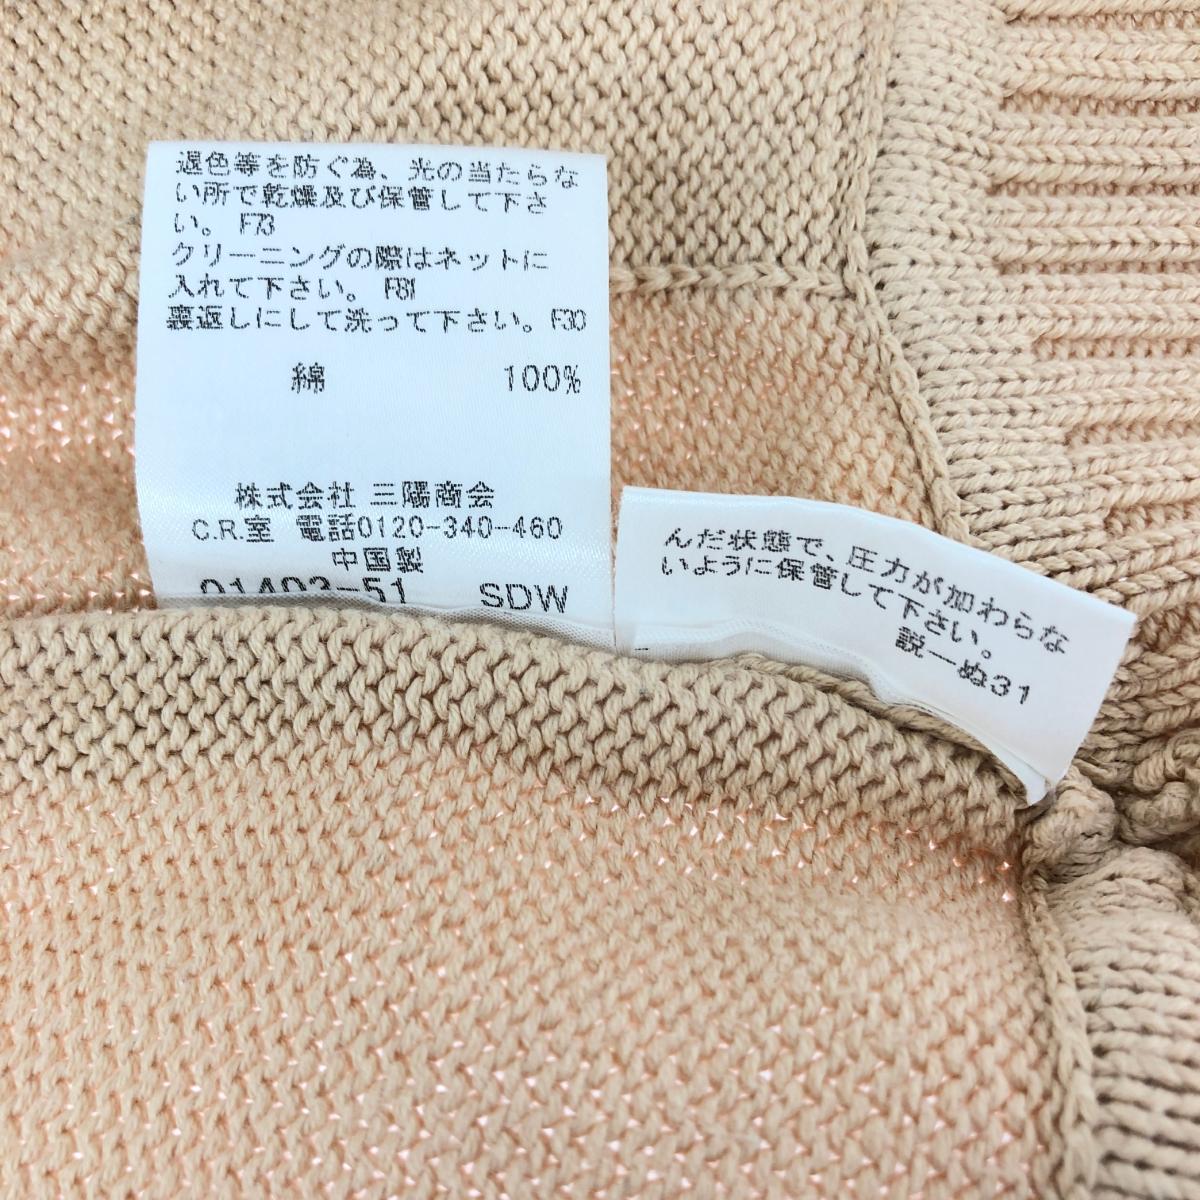 退色等を防ぐ為、光の当たらな
い所で乾燥及び保管して下さ
い。 F73
クリーニングの際はネットに
入れて下さい。 F81
裏返しにして洗って下さい。F30
綿 100%
株式会社 三陽商会
C.R.室 電話0120-340-460
中国製
01403-51 SDW
んだ状態で、圧力が加わらな
いように保管して下さい。
説ーぬ31